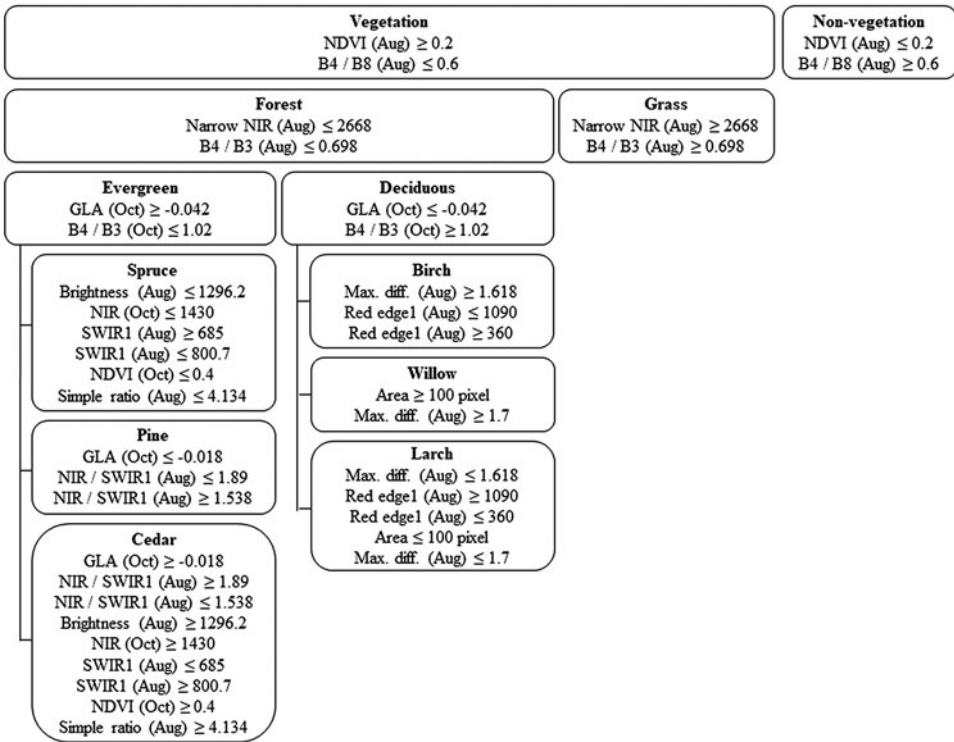 Vegetation
NDVI (Aug) ≥ 0.2
B4 / B8 (Aug) ≤ 0.6
Non-vegetation
NDVI (Aug) ≤ 0.2
B4 / B8 (Aug) ≥ 0.6
Forest
Narrow NIR (Aug) ≤ 2668
B4 / B3 (Aug) ≤ 0.698
Grass
Narrow NIR (Aug) ≥ 2668
B4 / B3 (Aug) ≥ 0.698
Evergreen
GLA (Oct) ≥ -0.042
B4 / B3 (Oct) ≤ 1.02
Deciduous
GLA (Oct) ≤ -0.042
B4 / B3 (Oct) ≥ 1.02
Spruce
Brightness (Aug) ≤ 1296.2
NIR (Oct) ≤ 1430
SWIR1 (Aug) ≥ 685
SWIR1 (Aug) ≤ 800.7
NDVI (Oct) ≤ 0.4
Simple ratio (Aug) ≤ 4.134
Pine
GLA (Oct) ≤ -0.018
NIR / SWIR1 (Aug) ≤ 1.89
NIR / SWIR1 (Aug) ≥ 1.538
Cedar
GLA (Oct) ≥ -0.018
NIR / SWIR1 (Aug) ≥ 1.89
NIR / SWIR1 (Aug) ≤ 1.538
Brightness (Aug) ≥ 1296.2
NIR (Oct) ≥ 1430
SWIR1 (Aug) ≤ 685
SWIR1 (Aug) ≥ 800.7
NDVI (Oct) ≥ 0.4
Simple ratio (Aug) ≥ 4.134
Birch
Max. diff. (Aug) ≥ 1.618
Red edge1 (Aug) ≤ 1090
Red edge1 (Aug) ≥ 360
Willow
Area ≥ 100 pixel
Max. diff. (Aug) ≥ 1.7
Larch
Max. diff. (Aug) ≤ 1.618
Red edge1 (Aug) ≥ 1090
Red edge1 (Aug) ≤ 360
Area ≤ 100 pixel
Max. diff. (Aug) ≤ 1.7